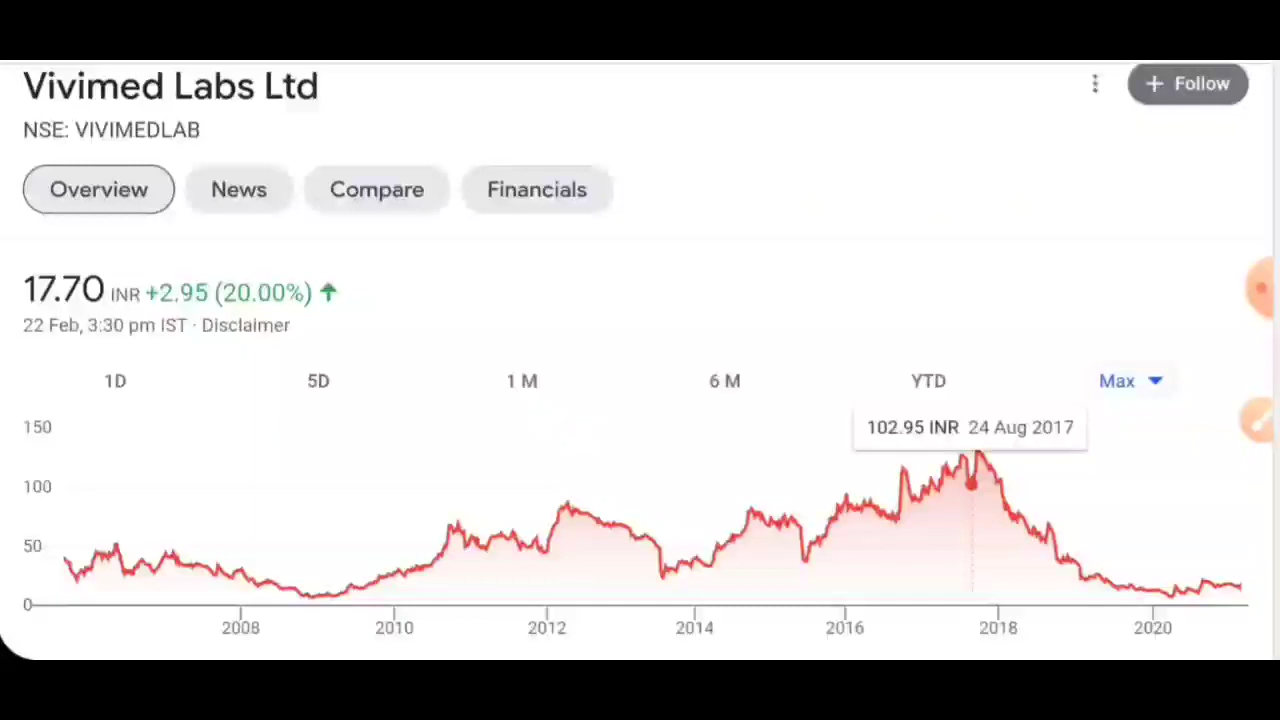 Vivimed Labs Ltd
+ Follow
NSE: VIVIMEDLAB
Overview News Compare Financials
17.70 INR +2.95 (20.00%) ↑
22 Feb, 3:30 pm IST · Disclaimer
1D 5D 1 M 6 M YTD Max
102.95 INR 24 Aug 2017
150
100
50
0
2008 2010 2012 2014 2016 2018 2020